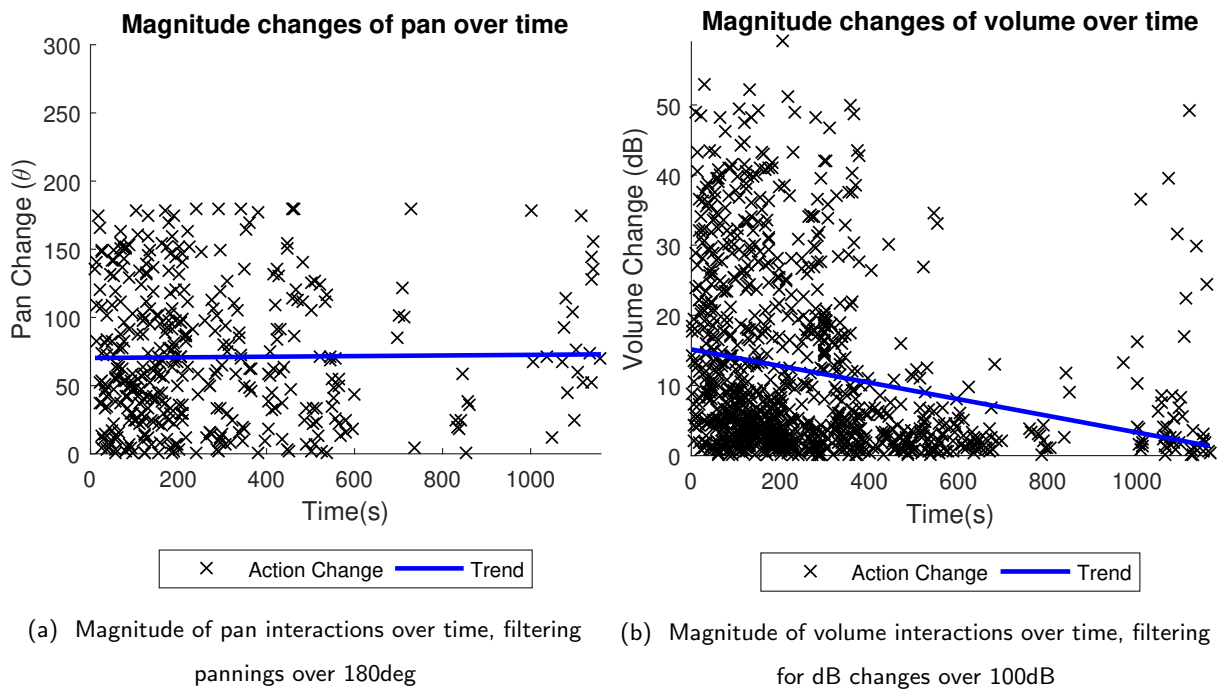 Magnitude changes of pan over time
300
250
200
150
100
50
0
Pan Change (θ)
0 200 400 600 800 1000
Time(s)
Action Change Trend
(a) Magnitude of pan interactions over time, filtering
pannings over 180deg
Magnitude changes of volume over time
50
40
30
20
10
0
Volume Change (dB)
0 200 400 600 800 1000
Time(s)
Action Change Trend
(b) Magnitude of volume interactions over time, filtering
for dB changes over 100dB